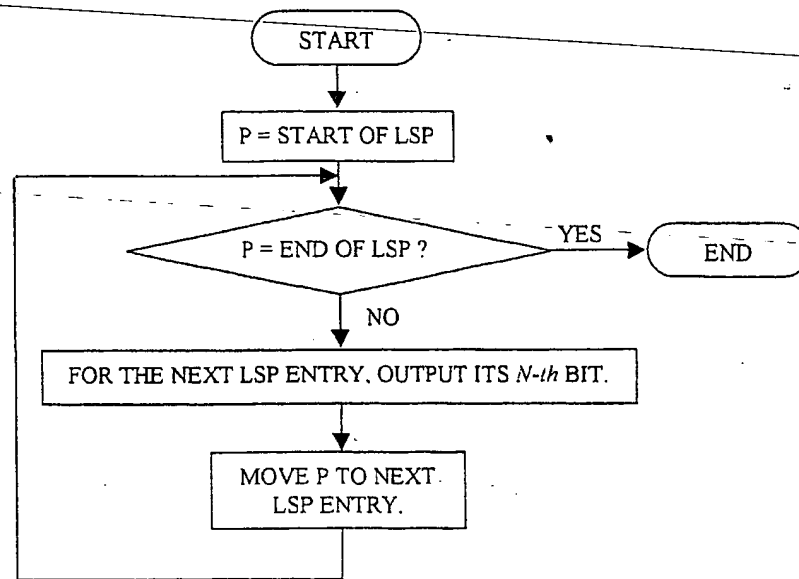 START
P = START OF LSP
P = END OF LSP ?
YES
END
NO
FOR THE NEXT LSP ENTRY, OUTPUT ITS N-th BIT.
MOVE P TO NEXT
LSP ENTRY.